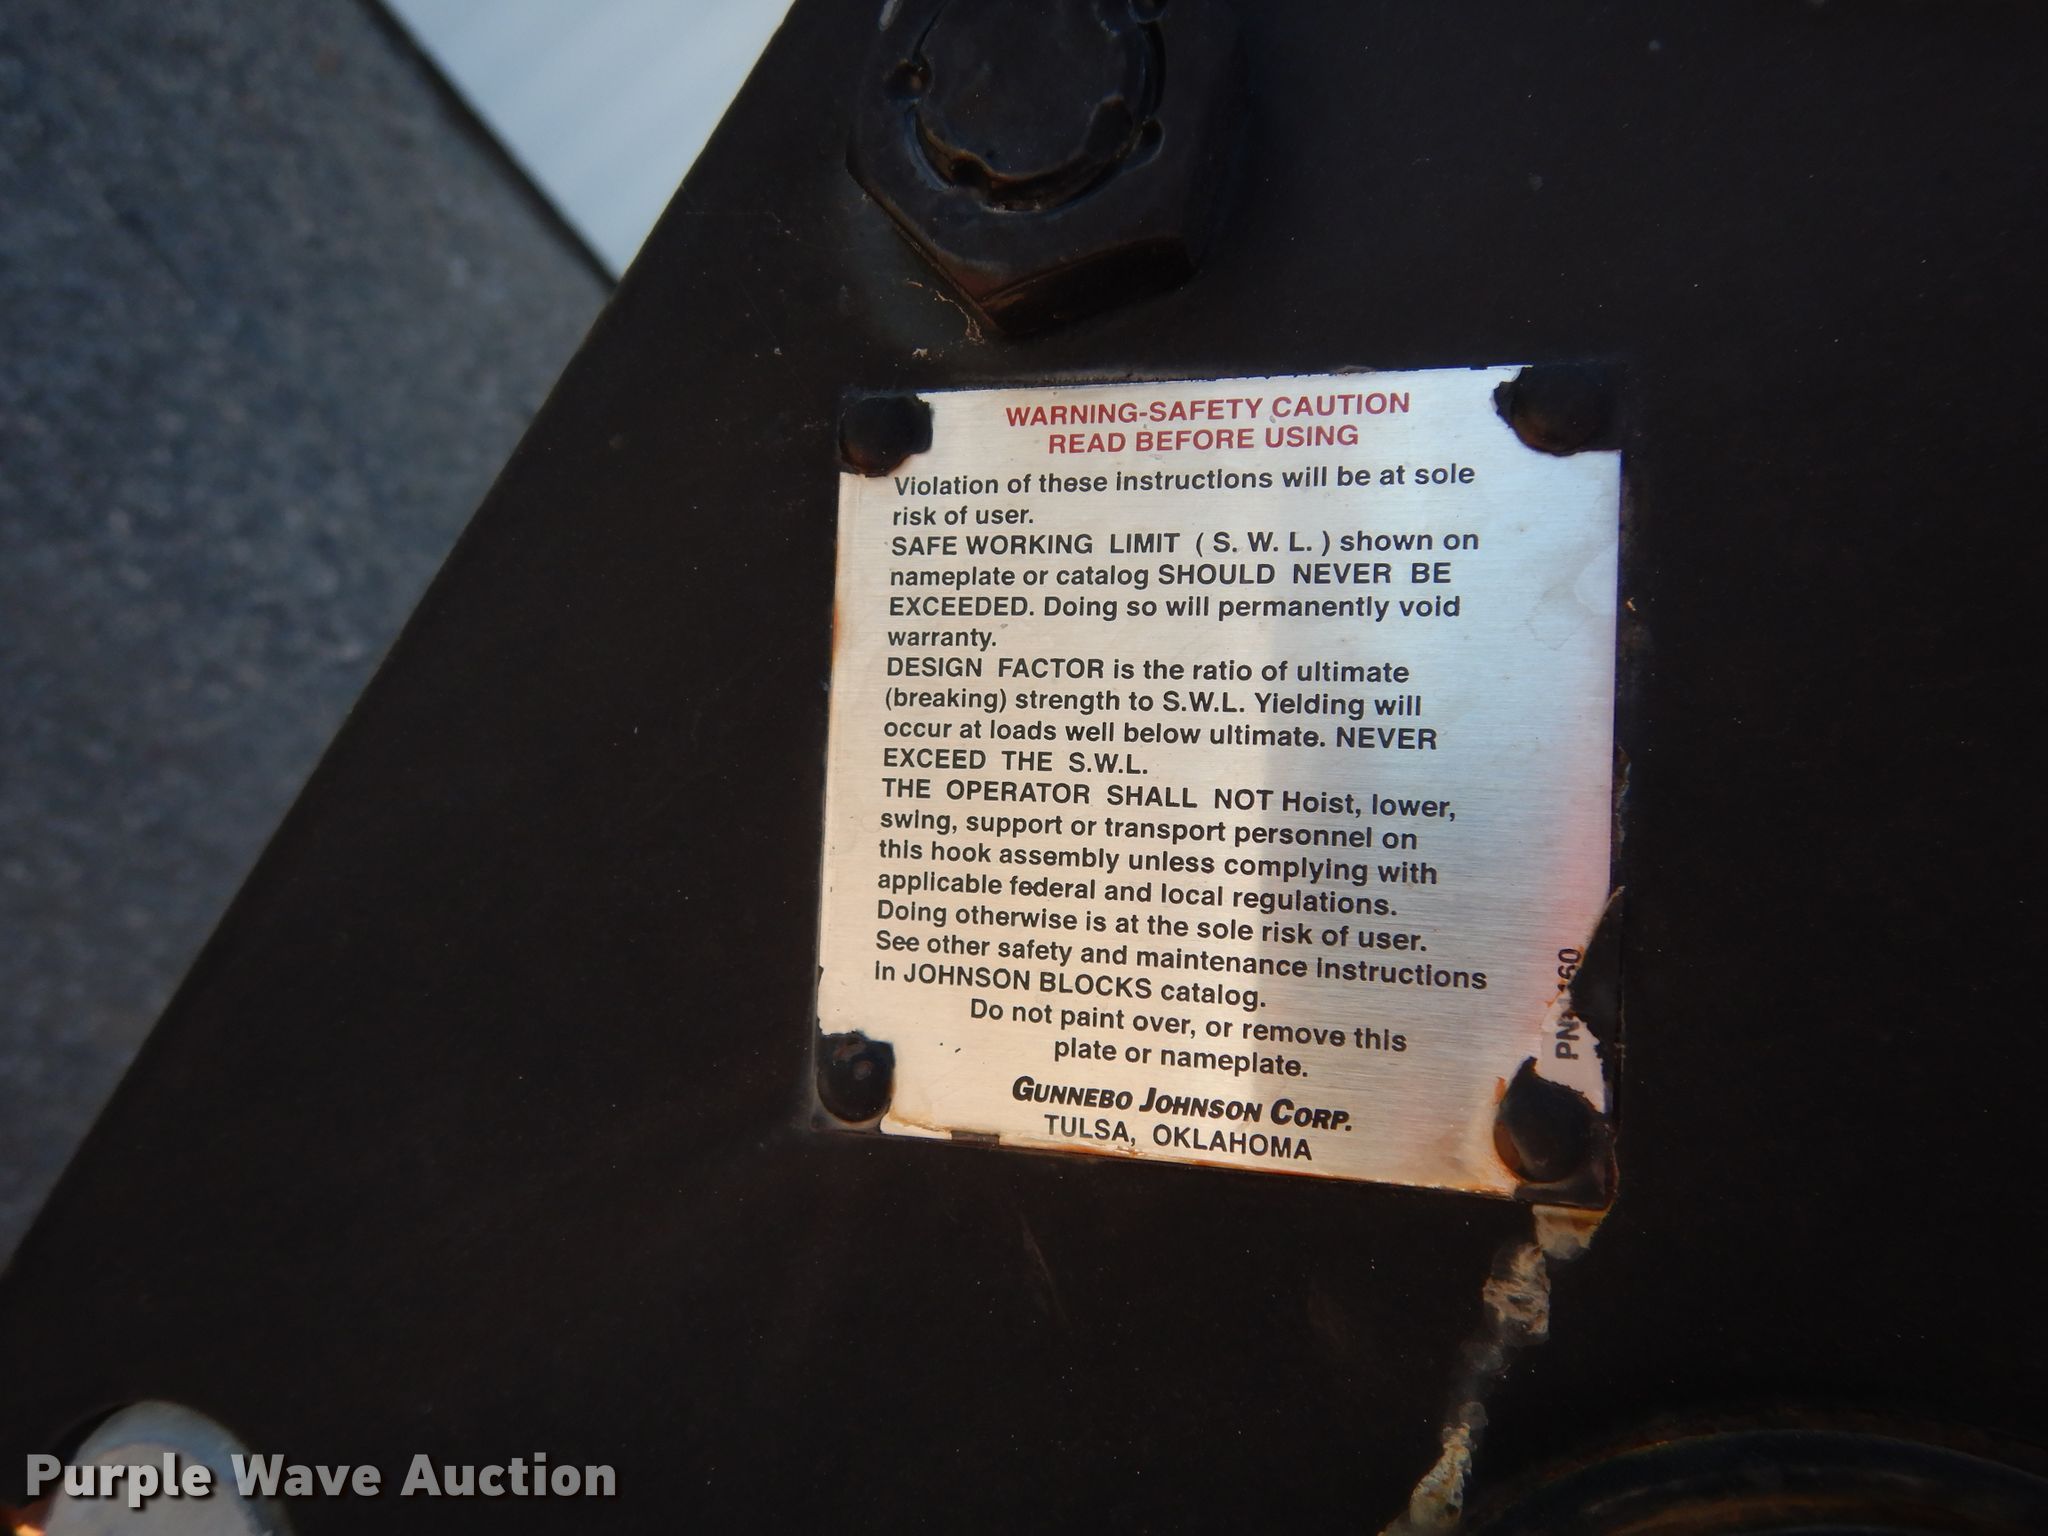 WARNING-SAFETY CAUTION
READ BEFORE USING
Violation of these instructions will be at sole
risk of user.
SAFE WORKING LIMIT ( S. W. L. ) shown on
nameplate or catalog SHOULD NEVER BE
EXCEEDED. Doing so will permanently void
warranty.
DESIGN FACTOR is the ratio of ultimate
(breaking) strength to S.W.L. Yielding will
occur at loads well below ultimate. NEVER
EXCEED THE S.W.L.
THE OPERATOR SHALL NOT Hoist, lower,
swing, support or transport personnel on
this hook assembly unless complying with
applicable federal and local regulations.
Doing otherwise is at the sole risk of user.
See other safety and maintenance instructions
in JOHNSON BLOCKS catalog.
Do not paint over, or remove this
plate or nameplate.
GUNNEBO JOHNSON CORP.
TULSA, OKLAHOMA
Purple Wave Auction